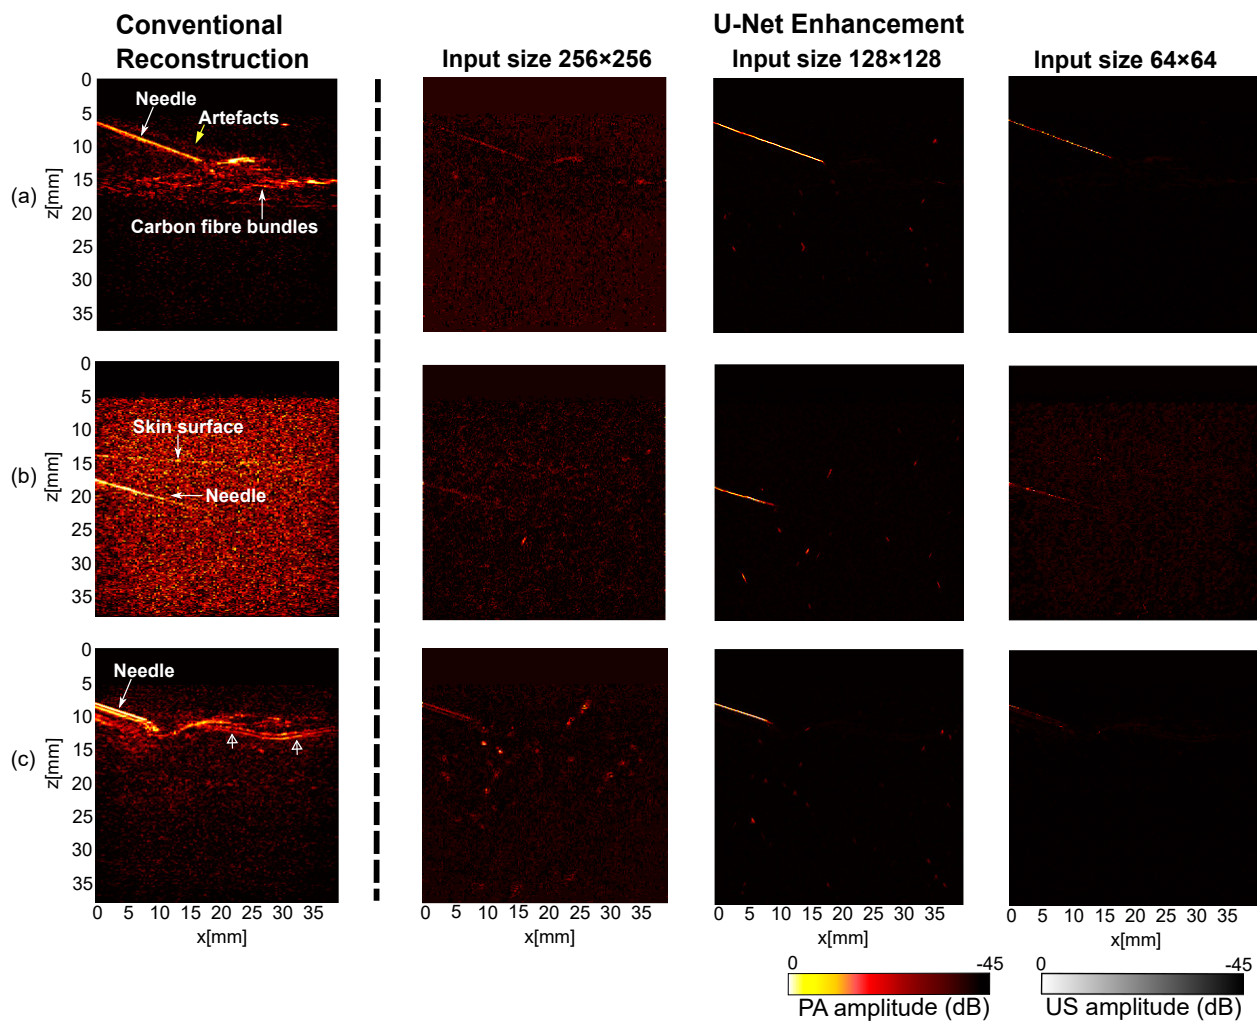 Conventional
Reconstruction
U-Net Enhancement
Input size 256×256
Input size 128×128
Input size 64×64
(a)
z[mm]
0
5
10
15
20
25
30
35
Needle
Artefacts
Carbon fibre bundles
(b)
z[mm]
0
5
10
15
20
25
30
35
Skin surface
Needle
(c)
z[mm]
0
5
10
15
20
25
30
35
Needle
0 5 10 15 20 25 30 35
x[mm]
0 5 10 15 20 25 30 35
x[mm]
0 5 10 15 20 25 30 35
x[mm]
0 5 10 15 20 25 30 35
x[mm]
0 -45
PA amplitude (dB)
0 -45
US amplitude (dB)